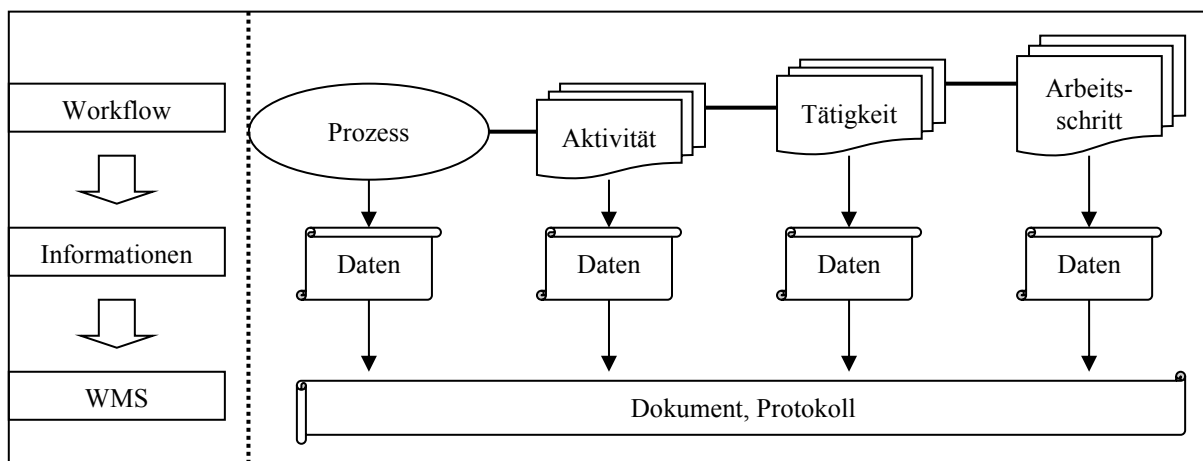 Workflow
Prozess
Aktivität
Tätigkeit
Arbeits-
schritt
Informationen
Daten
Daten
Daten
Daten
WMS
Dokument, Protokoll